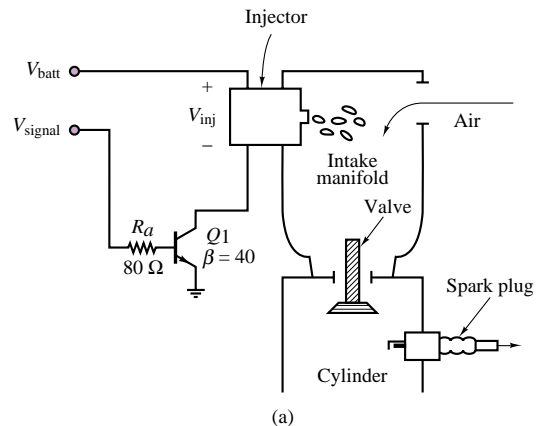 Injector
V_batt
+
V_inj
−
Air
V_signal
Intake
manifold
Valve
R_a
Q1
80 Ω
β = 40
Spark plug
Cylinder
(a)